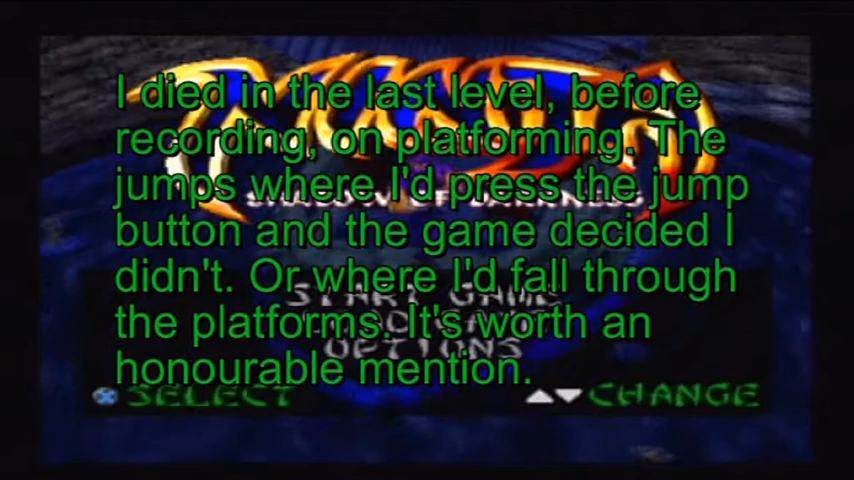 I died in the last level, before
recording, on platforming. The
jumps where I'd press the jump
button and the game decided I
didn't. Or where I'd fall through
the platforms. It's worth an
honourable mention.
START GAME
OPTIONS
SELECT
CHANGE